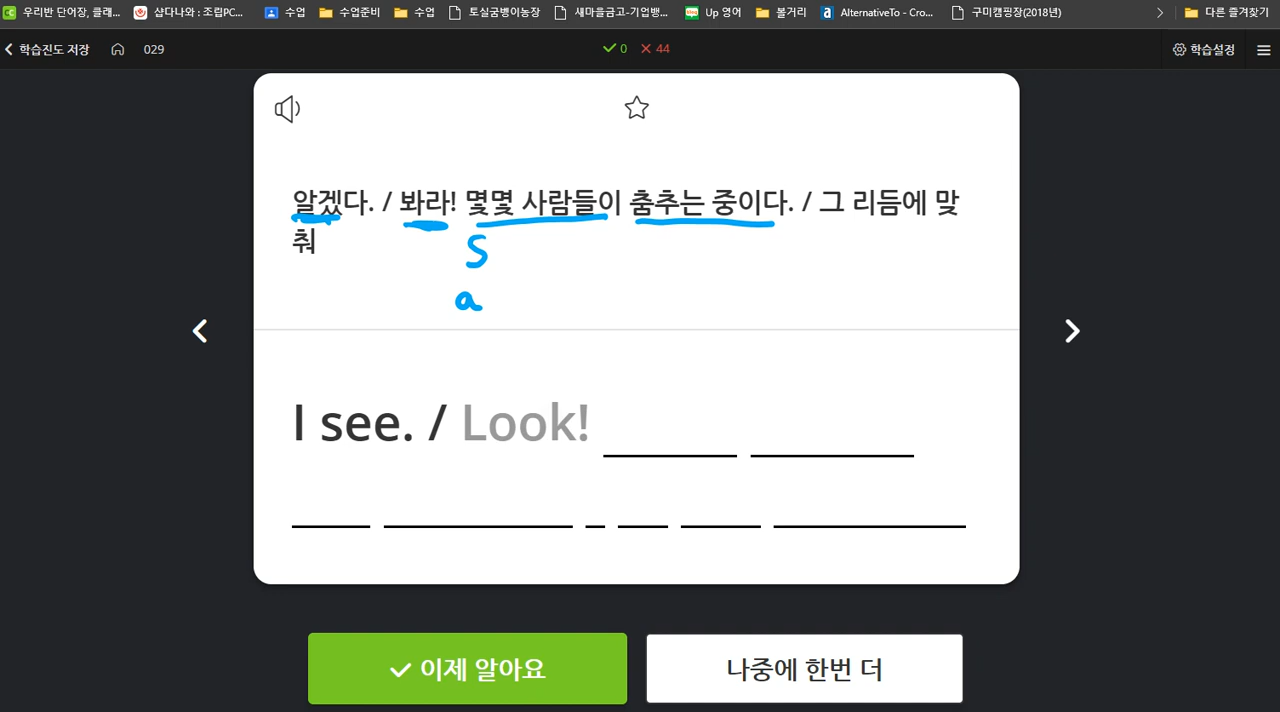 우리반 단어장, 클래... 샵다나와 : 조립PC... 수업 수업준비 수업 토실굼벵이농장 새마을금고-기업뱅... Up 영어 볼거리 AlternativeTo - Cro... 구미캠핑장(2018년) 다른 즐겨찾기
학습진도 저장 029 0 44 학습설정
알겠다. / 봐라! 몇몇 사람들이 춤추는 중이다. / 그 리듬에 맞
춰
S
a
I see. / Look!
이제 알아요 나중에 한번 더